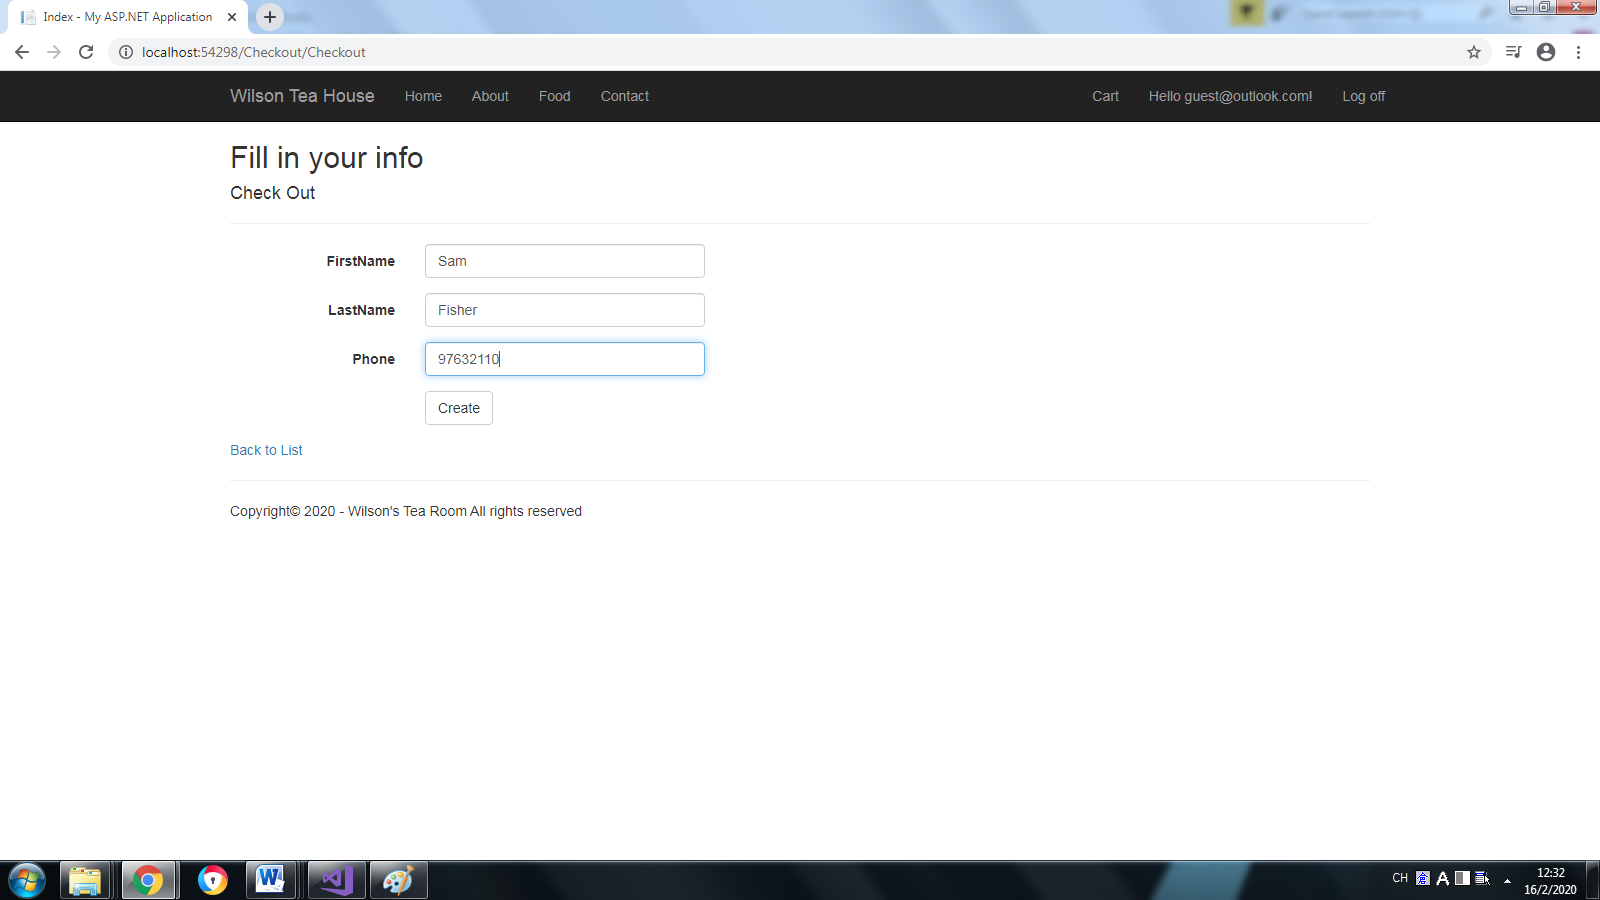 Index - My ASP.NET Application
localhost:54298/Checkout/Checkout
Wilson Tea House Home About Food Contact Cart Hello guest@outlook.com! Log off
Fill in your info
Check Out
FirstName Sam
LastName Fisher
Phone 97632110
Create
Back to List
Copyright© 2020 - Wilson's Tea Room All rights reserved
CH 12:32
16/2/2020